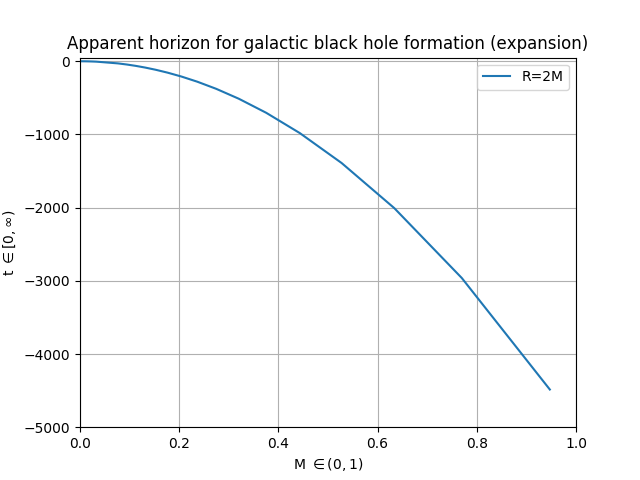 Apparent horizon for galactic black hole formation (expansion)
R=2M
t ∈[0, ∞)
0
−1000
−2000
−3000
−4000
−5000
0.0 0.2 0.4 0.6 0.8 1.0
M ∈(0, 1)